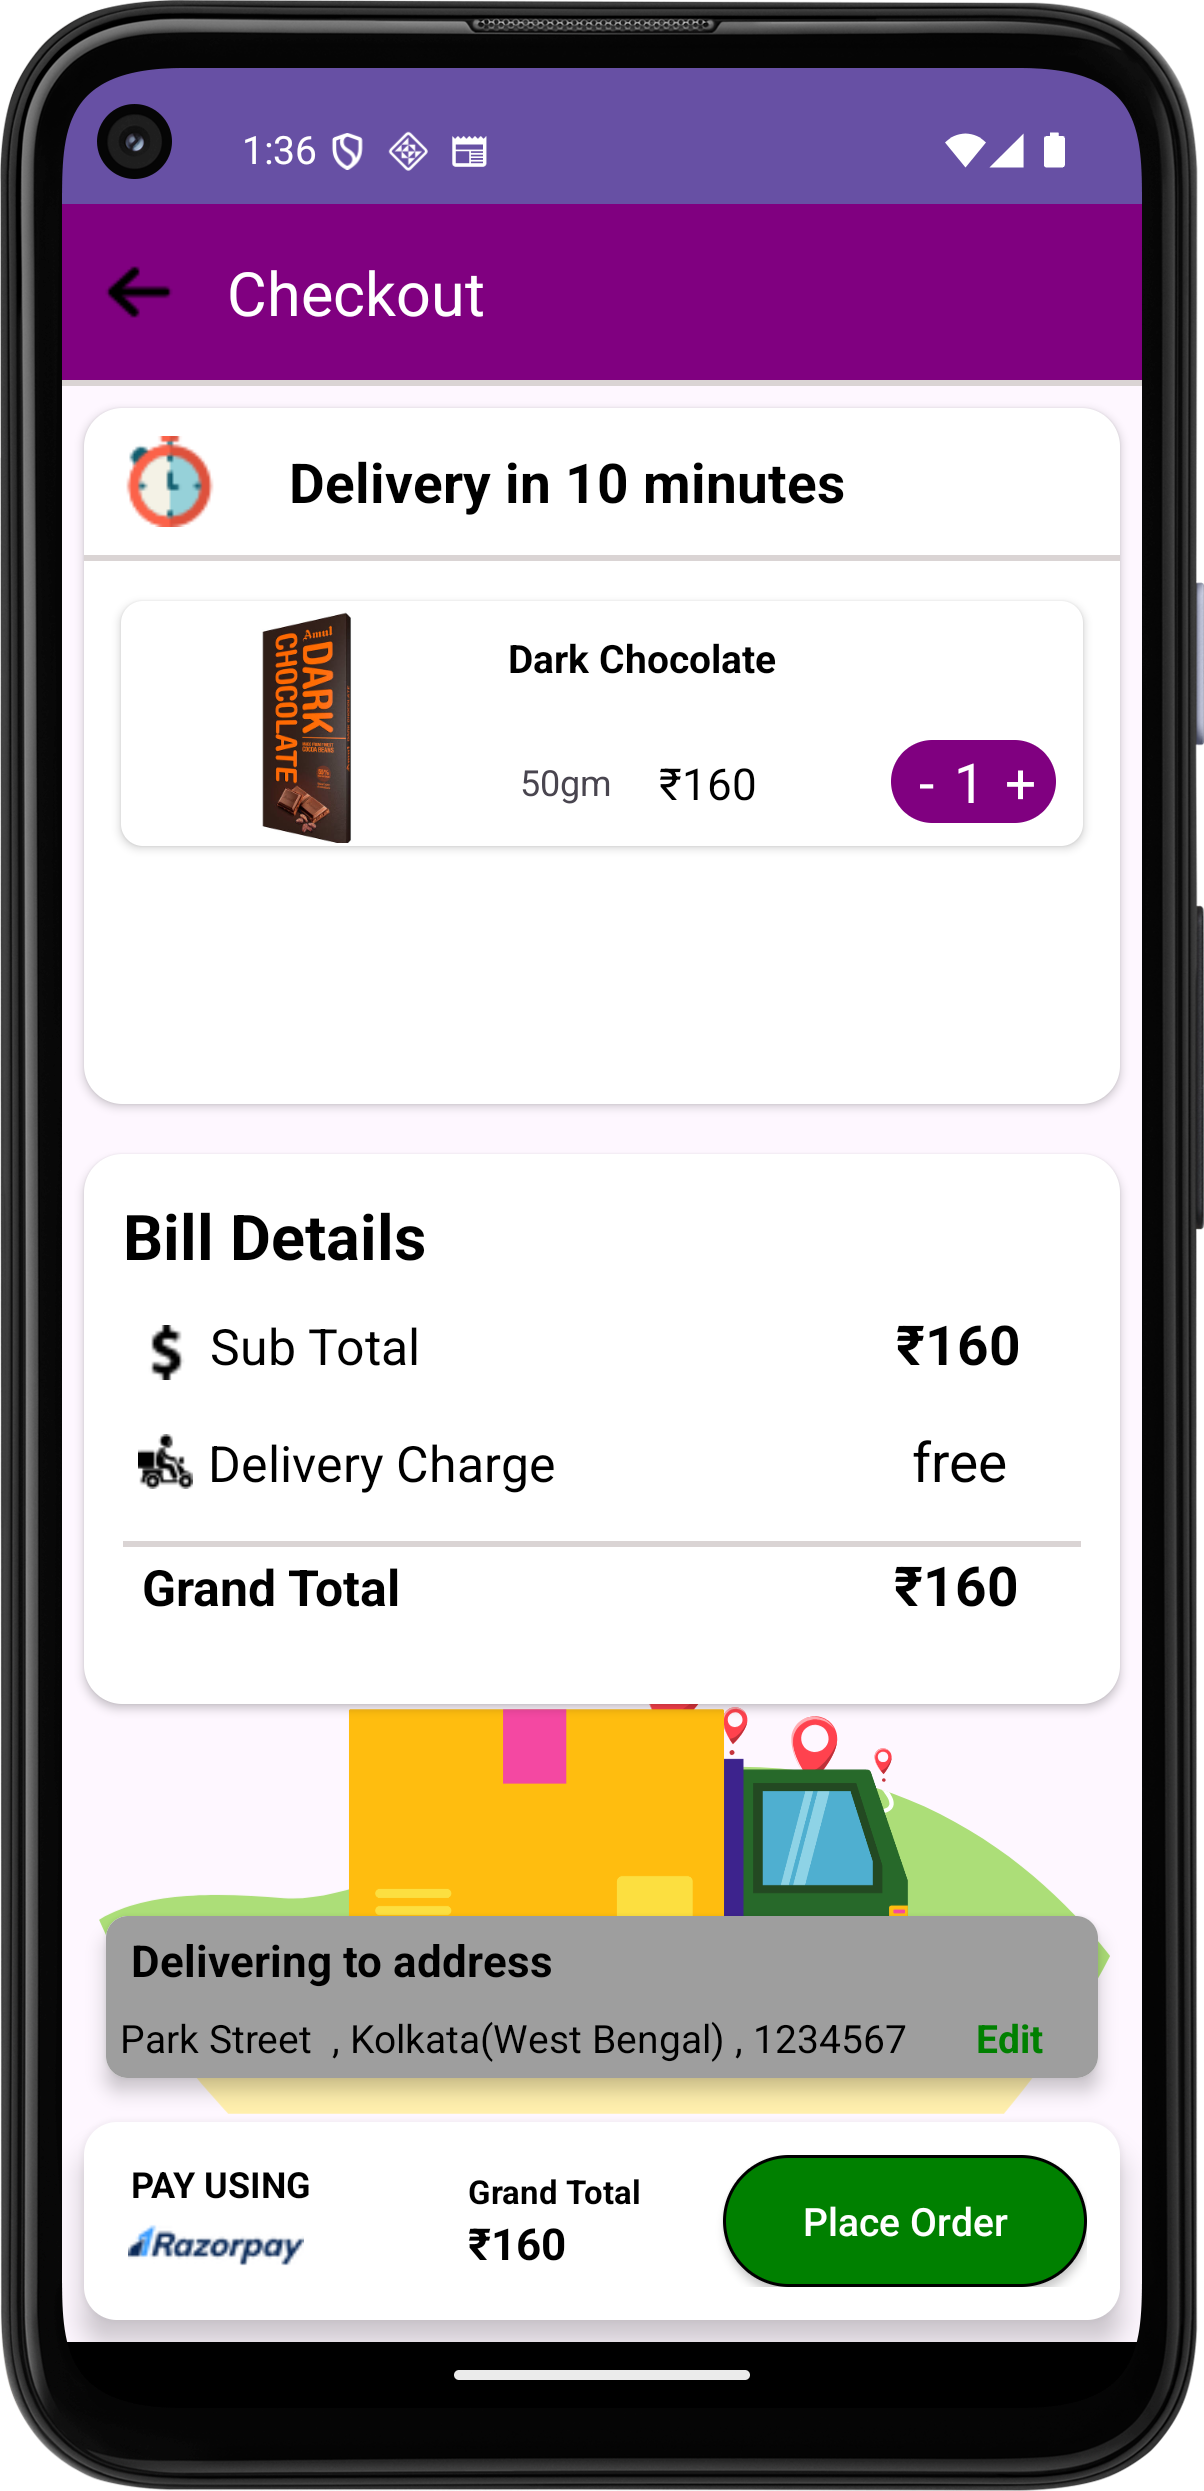 1:36
Checkout
Delivery in 10 minutes
Amul
DARK
CHOCOLATE
Dark Chocolate
50gm ₹160 - 1 +
Bill Details
$ Sub Total ₹160
Delivery Charge free
Grand Total ₹160
Delivering to address
Park Street , Kolkata(West Bengal) , 1234567 Edit
PAY USING
Razorpay
Grand Total
₹160
Place Order